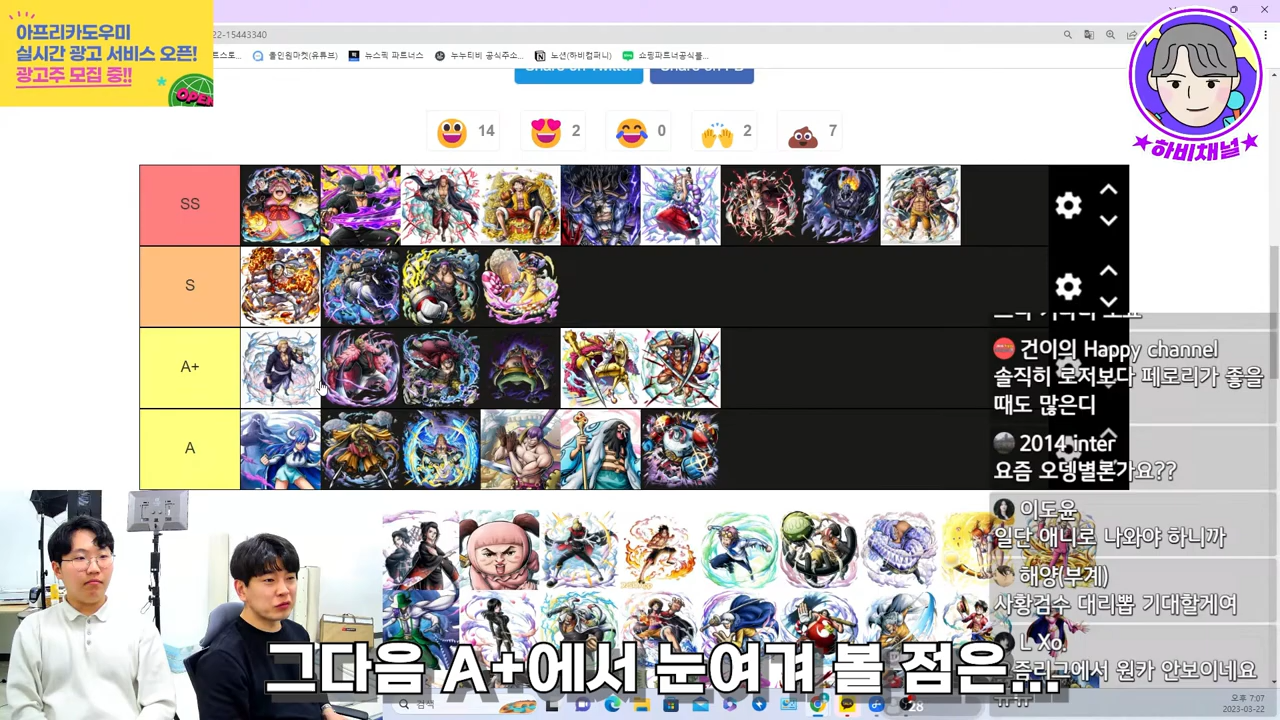 아프리카도우미
실시간 광고 서비스 오픈!
광고주 모집 중!!
OPEN
22-15443340
올인원마켓(유튜브)
뉴스픽 파트너스
누누티비 공식주소...
노션(하비컴퍼니)
쇼핑파트너공식블...
하비채널
14
2
0
2
7
SS
S
A+
A
건이의 Happy channel
솔직히 로저보다 페로리가 좋을
때도 많은디
2014 inter
요즘 오뎅별론가요??
이도윤
일단 애니로 나와야 하니까
해양(부계)
사황검수 대리뽑 기대할게여
L Xo.
즘리그에서 원카 안보이네요
그다음 A+에서 눈여겨 볼 점은...
검색
28
오후 7:07
2023-03-22